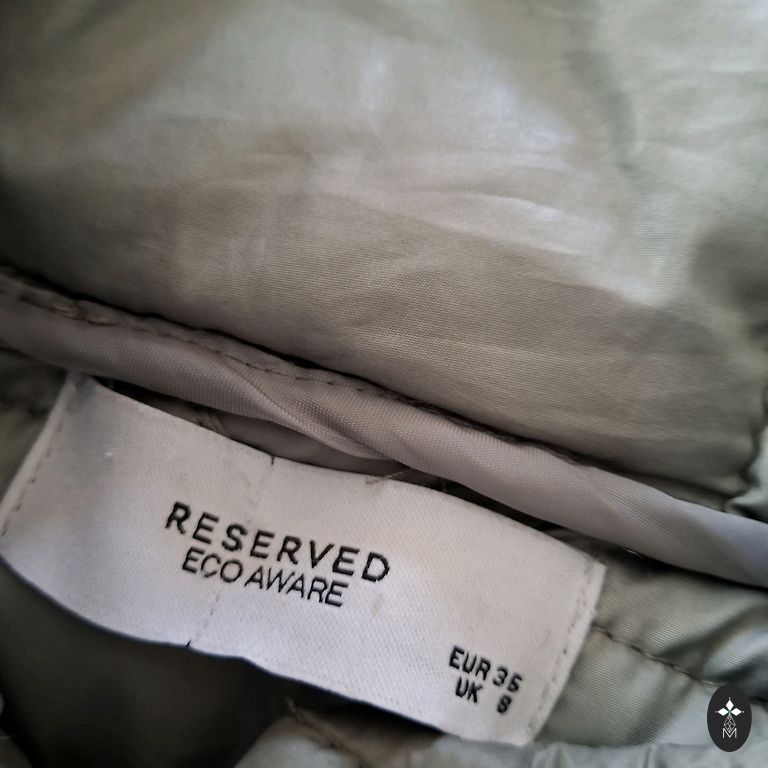 RESERVED
ECO AWARE
EUR 36
UK 8
M